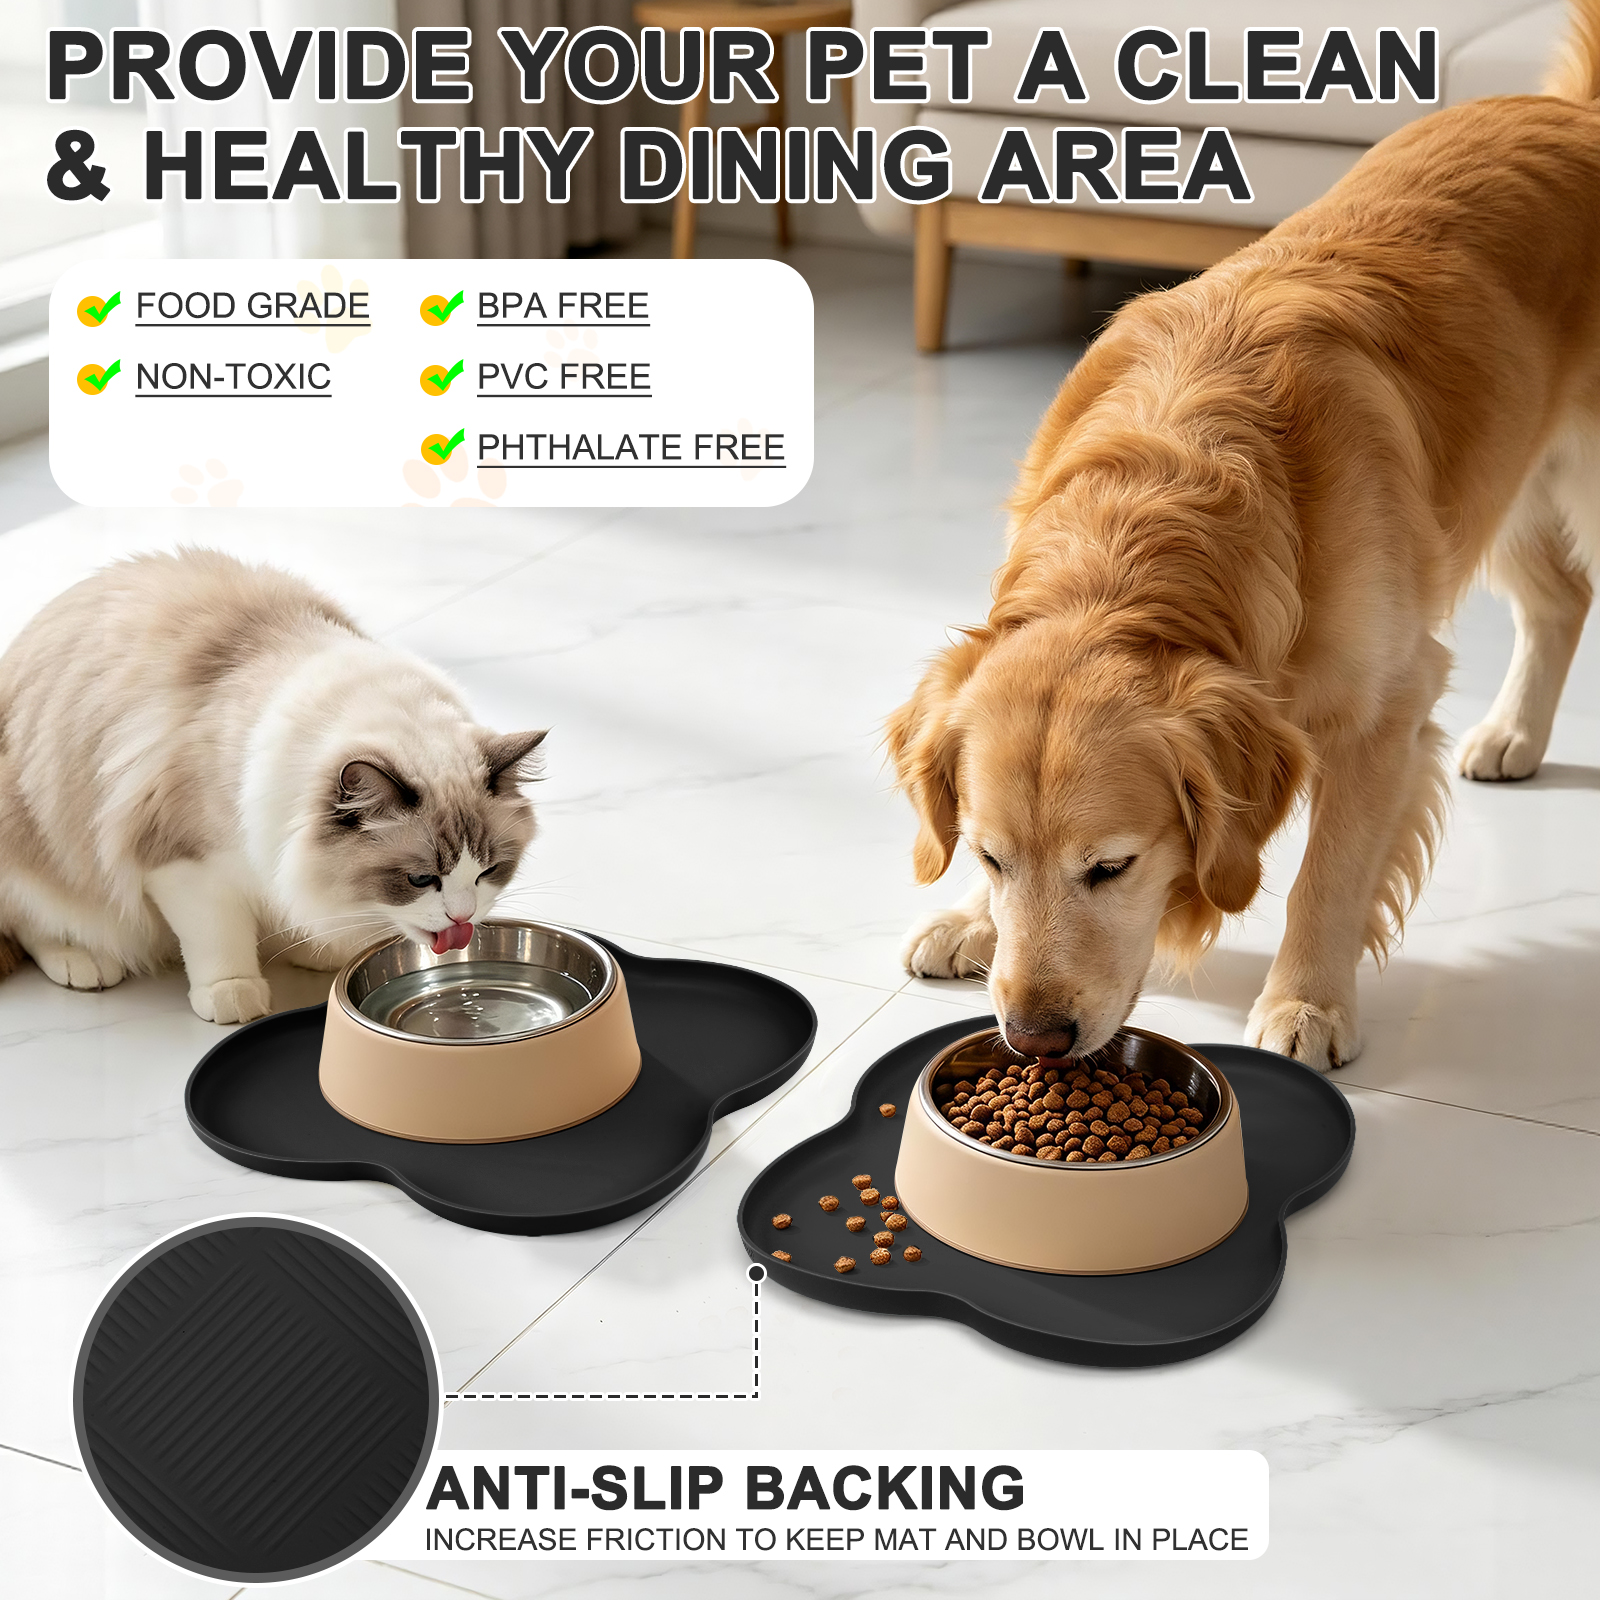 PROVIDE YOUR PET A CLEAN
& HEALTHY DINING AREA
FOOD GRADE
NON-TOXIC
BPA FREE
PVC FREE
PHTHALATE FREE
ANTI-SLIP BACKING
INCREASE FRICTION TO KEEP MAT AND BOWL IN PLACE